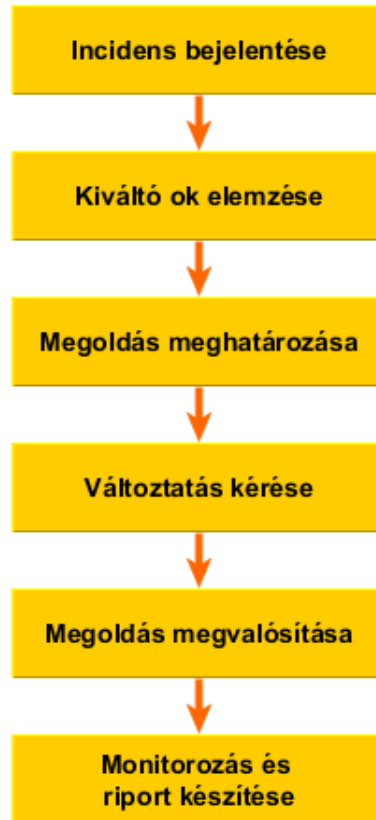 Incidens bejelentése
Kiváltó ok elemzése
Megoldás meghatározása
Változtatás kérése
Megoldás megvalósítása
Monitorozás és
riport készítése